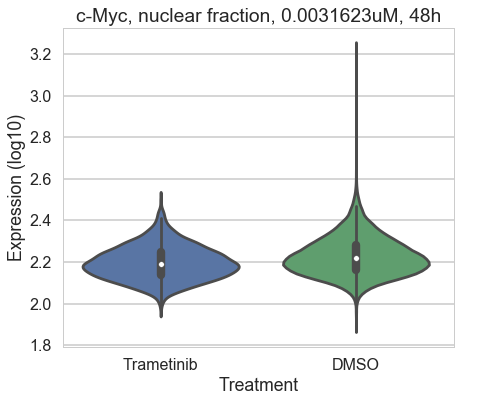 c-Myc, nuclear fraction, 0.0031623uM, 48h
3.2
3.0
2.8
2.6
2.4
2.2
2.0
1.8
Expression (log10)
Trametinib DMSO
Treatment